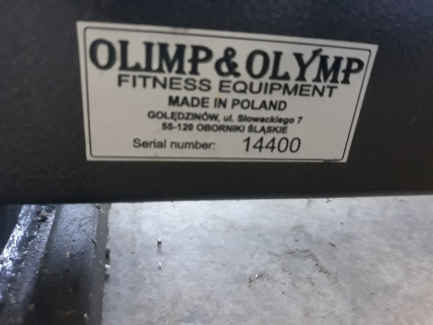 OLIMP & OLYMP
FITNESS EQUIPMENT
MADE IN POLAND
GOLĘDZINÓW, ul. Słowackiego 7
55-120 OBORNIKI ŚLĄSKIE
Serial number: 14400